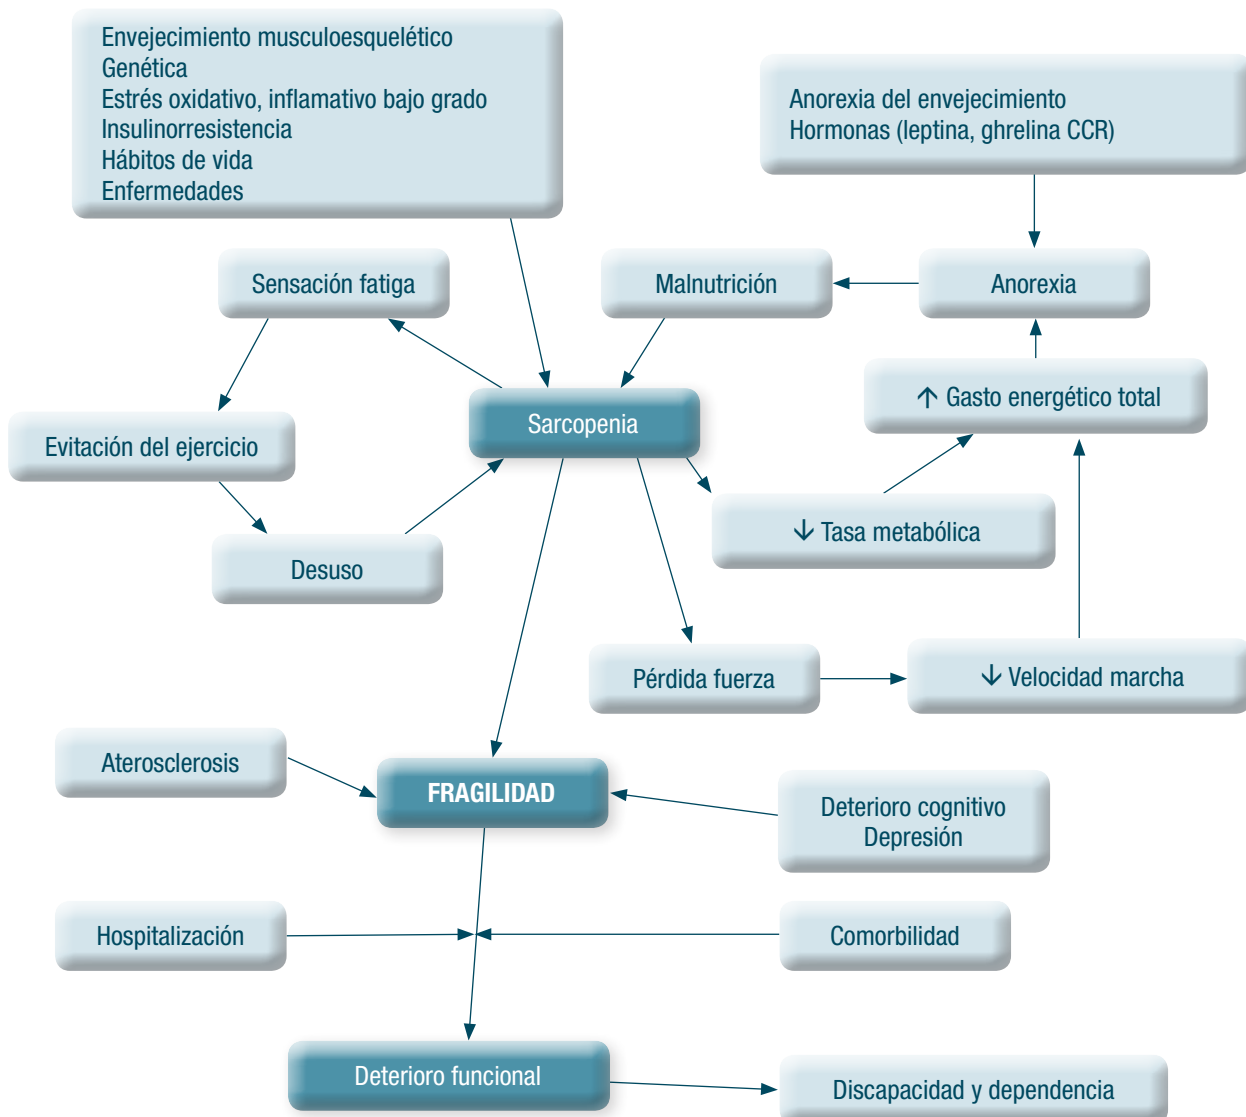 Envejecimiento musculoesquelético
Genética
Estrés oxidativo, inflamativo bajo grado
Insulinorresistencia
Hábitos de vida
Enfermedades
Anorexia del envejecimiento
Hormonas (leptina, ghrelina CCR)
Sensación fatiga
Malnutrición
Anorexia
↑ Gasto energético total
Sarcopenia
Evitación del ejercicio
↓ Tasa metabólica
Desuso
Pérdida fuerza
↓ Velocidad marcha
Aterosclerosis
FRAGILIDAD
Deterioro cognitivo
Depresión
Hospitalización
Comorbilidad
Deterioro funcional
Discapacidad y dependencia